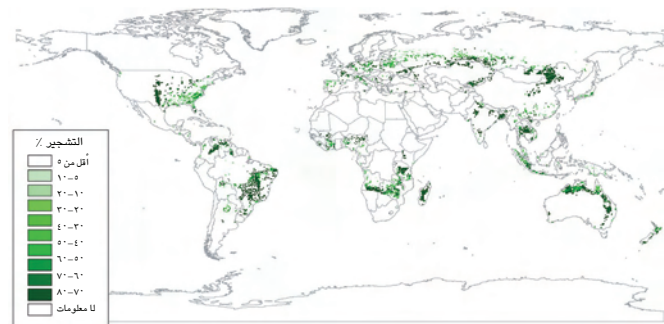 التشجير ٪
أقل من ٥
١٠-٥
٢٠-١٠
٣٠-٢٠
٤٠-٣٠
٥٠-٤٠
٦٠-٥٠
٧٠-٦٠
٨٠-٧٠
لا معلومات